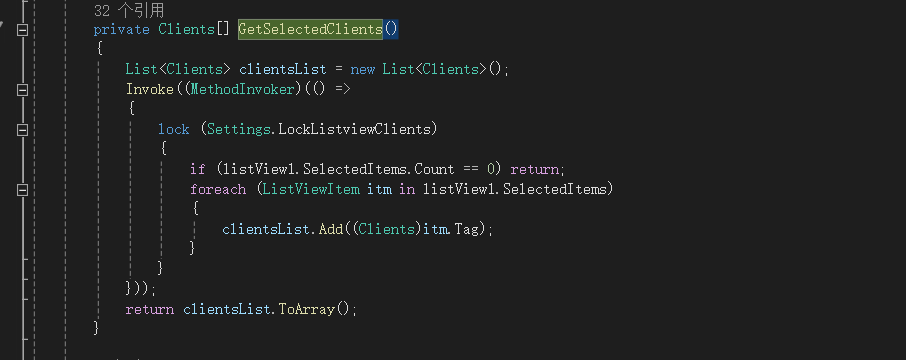 32 个引用
private Clients[] GetSelectedClients()
{
List<Clients> clientsList = new List<Clients>();
Invoke((MethodInvoker)(() =>
{
lock (Settings.LockListviewClients)
{
if (listView1.SelectedItems.Count == 0) return;
foreach (ListViewItem itm in listView1.SelectedItems)
{
clientsList.Add((Clients)itm.Tag);
}
}
}));
return clientsList.ToArray();
}